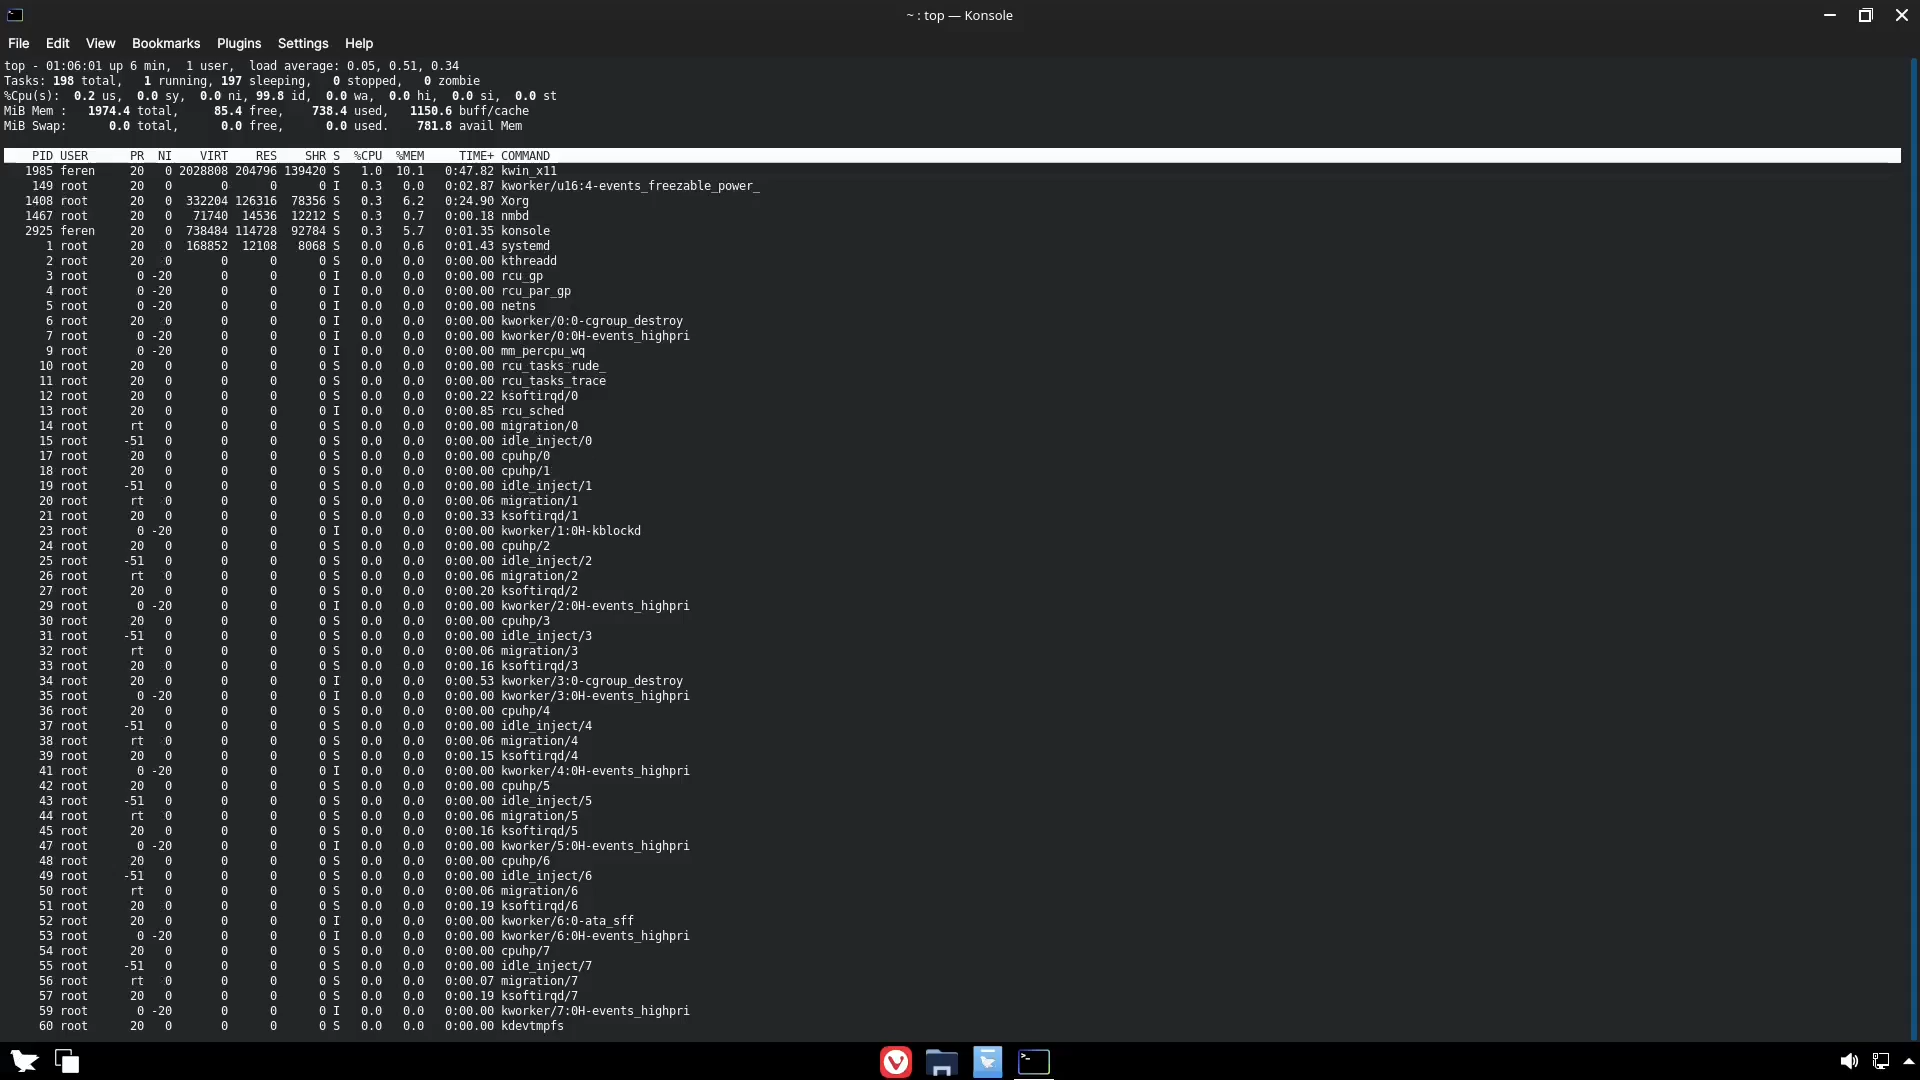 ~ : top — Konsole
File Edit View Bookmarks Plugins Settings Help
top - 01:06:01 up 6 min,  1 user,  load average: 0.05, 0.51, 0.34
Tasks: 198 total,   1 running, 197 sleeping,   0 stopped,   0 zombie
%Cpu(s):  0.2 us,  0.0 sy,  0.0 ni, 99.8 id,  0.0 wa,  0.0 hi,  0.0 si,  0.0 st
MiB Mem :   1974.4 total,     85.4 free,    738.4 used,   1150.6 buff/cache
MiB Swap:      0.0 total,      0.0 free,      0.0 used.    781.8 avail Mem
PID USER PR NI VIRT RES SHR S %CPU %MEM TIME+ COMMAND
1985 feren 20 0 2028808 204796 139420 S 1.0 10.1 0:47.82 kwin_x11
149 root 20 0 0 0 0 I 0.3 0.0 0:02.87 kworker/u16:4-events_freezable_power_
1408 root 20 0 332204 126316 78356 S 0.3 6.2 0:24.90 Xorg
1467 root 20 0 71740 14536 12212 S 0.3 0.7 0:00.18 nmbd
2925 feren 20 0 738484 114728 92784 S 0.3 5.7 0:01.35 konsole
1 root 20 0 168852 12108 8068 S 0.0 0.6 0:01.43 systemd
2 root 20 0 0 0 0 S 0.0 0.0 0:00.00 kthreadd
3 root 0 -20 0 0 0 I 0.0 0.0 0:00.00 rcu_gp
4 root 0 -20 0 0 0 I 0.0 0.0 0:00.00 rcu_par_gp
5 root 0 -20 0 0 0 I 0.0 0.0 0:00.00 netns
6 root 20 0 0 0 0 I 0.0 0.0 0:00.00 kworker/0:0-cgroup_destroy
7 root 0 -20 0 0 0 I 0.0 0.0 0:00.00 kworker/0:0H-events_highpri
9 root 0 -20 0 0 0 I 0.0 0.0 0:00.00 mm_percpu_wq
10 root 20 0 0 0 0 S 0.0 0.0 0:00.00 rcu_tasks_rude_
11 root 20 0 0 0 0 S 0.0 0.0 0:00.00 rcu_tasks_trace
12 root 20 0 0 0 0 S 0.0 0.0 0:00.22 ksoftirqd/0
13 root 20 0 0 0 0 I 0.0 0.0 0:00.85 rcu_sched
14 root rt 0 0 0 0 S 0.0 0.0 0:00.00 migration/0
15 root -51 0 0 0 0 S 0.0 0.0 0:00.00 idle_inject/0
17 root 20 0 0 0 0 S 0.0 0.0 0:00.00 cpuhp/0
18 root 20 0 0 0 0 S 0.0 0.0 0:00.00 cpuhp/1
19 root -51 0 0 0 0 S 0.0 0.0 0:00.00 idle_inject/1
20 root rt 0 0 0 0 S 0.0 0.0 0:00.06 migration/1
21 root 20 0 0 0 0 S 0.0 0.0 0:00.33 ksoftirqd/1
23 root 0 -20 0 0 0 I 0.0 0.0 0:00.00 kworker/1:0H-kblockd
24 root 20 0 0 0 0 S 0.0 0.0 0:00.00 cpuhp/2
25 root -51 0 0 0 0 S 0.0 0.0 0:00.00 idle_inject/2
26 root rt 0 0 0 0 S 0.0 0.0 0:00.06 migration/2
27 root 20 0 0 0 0 S 0.0 0.0 0:00.20 ksoftirqd/2
29 root 0 -20 0 0 0 I 0.0 0.0 0:00.00 kworker/2:0H-events_highpri
30 root 20 0 0 0 0 S 0.0 0.0 0:00.00 cpuhp/3
31 root -51 0 0 0 0 S 0.0 0.0 0:00.00 idle_inject/3
32 root rt 0 0 0 0 S 0.0 0.0 0:00.06 migration/3
33 root 20 0 0 0 0 S 0.0 0.0 0:00.16 ksoftirqd/3
34 root 20 0 0 0 0 I 0.0 0.0 0:00.53 kworker/3:0-cgroup_destroy
35 root 0 -20 0 0 0 I 0.0 0.0 0:00.00 kworker/3:0H-events_highpri
36 root 20 0 0 0 0 S 0.0 0.0 0:00.00 cpuhp/4
37 root -51 0 0 0 0 S 0.0 0.0 0:00.00 idle_inject/4
38 root rt 0 0 0 0 S 0.0 0.0 0:00.06 migration/4
39 root 20 0 0 0 0 S 0.0 0.0 0:00.15 ksoftirqd/4
41 root 0 -20 0 0 0 I 0.0 0.0 0:00.00 kworker/4:0H-events_highpri
42 root 20 0 0 0 0 S 0.0 0.0 0:00.00 cpuhp/5
43 root -51 0 0 0 0 S 0.0 0.0 0:00.00 idle_inject/5
44 root rt 0 0 0 0 S 0.0 0.0 0:00.06 migration/5
45 root 20 0 0 0 0 S 0.0 0.0 0:00.16 ksoftirqd/5
47 root 0 -20 0 0 0 I 0.0 0.0 0:00.00 kworker/5:0H-events_highpri
48 root 20 0 0 0 0 S 0.0 0.0 0:00.00 cpuhp/6
49 root -51 0 0 0 0 S 0.0 0.0 0:00.00 idle_inject/6
50 root rt 0 0 0 0 S 0.0 0.0 0:00.06 migration/6
51 root 20 0 0 0 0 S 0.0 0.0 0:00.19 ksoftirqd/6
52 root 20 0 0 0 0 I 0.0 0.0 0:00.00 kworker/6:0-ata_sff
53 root 0 -20 0 0 0 I 0.0 0.0 0:00.00 kworker/6:0H-events_highpri
54 root 20 0 0 0 0 S 0.0 0.0 0:00.00 cpuhp/7
55 root -51 0 0 0 0 S 0.0 0.0 0:00.00 idle_inject/7
56 root rt 0 0 0 0 S 0.0 0.0 0:00.07 migration/7
57 root 20 0 0 0 0 S 0.0 0.0 0:00.19 ksoftirqd/7
59 root 0 -20 0 0 0 I 0.0 0.0 0:00.00 kworker/7:0H-events_highpri
60 root 20 0 0 0 0 S 0.0 0.0 0:00.00 kdevtmpfs